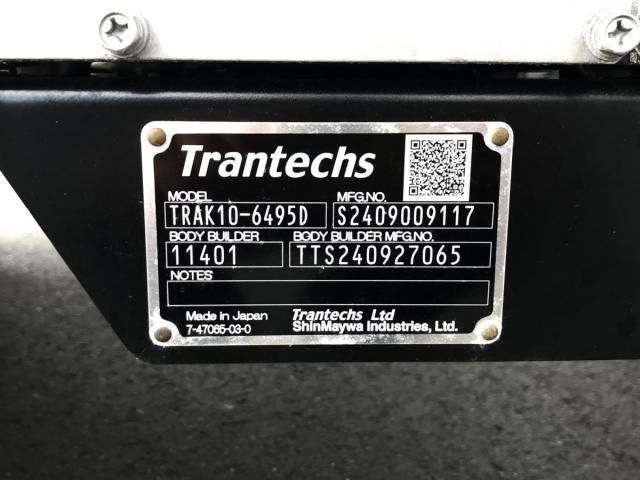 Trantechs
MODEL MFG.NO.
TRAK10-6495D S2409009117
BODY BUILDER BODY BUILDER MFG.NO.
11401 TTS240927065
NOTES
Made in Japan Trantechs Ltd
7-47065-03-0 ShinMaywa Industries, Ltd.